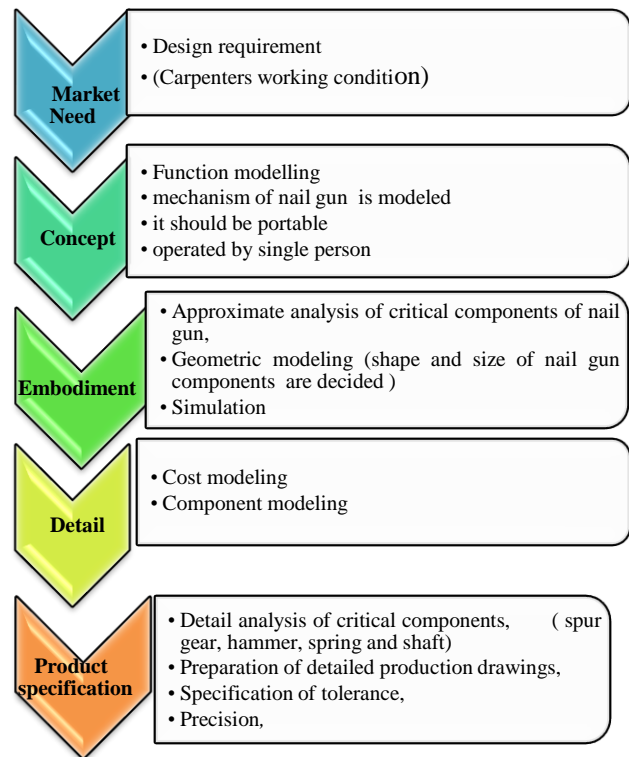 Market
Need
• Design requirement
• (Carpenters working condition)
Concept
• Function modelling
• mechanism of nail gun is modeled
• it should be portable
• operated by single person
Embodiment
• Approximate analysis of critical components of nail
gun,
• Geometric modeling (shape and size of nail gun
components are decided )
• Simulation
Detail
• Cost modeling
• Component modeling
Product
specification
• Detail analysis of critical components, ( spur
gear, hammer, spring and shaft)
• Preparation of detailed production drawings,
• Specification of tolerance,
• Precision,